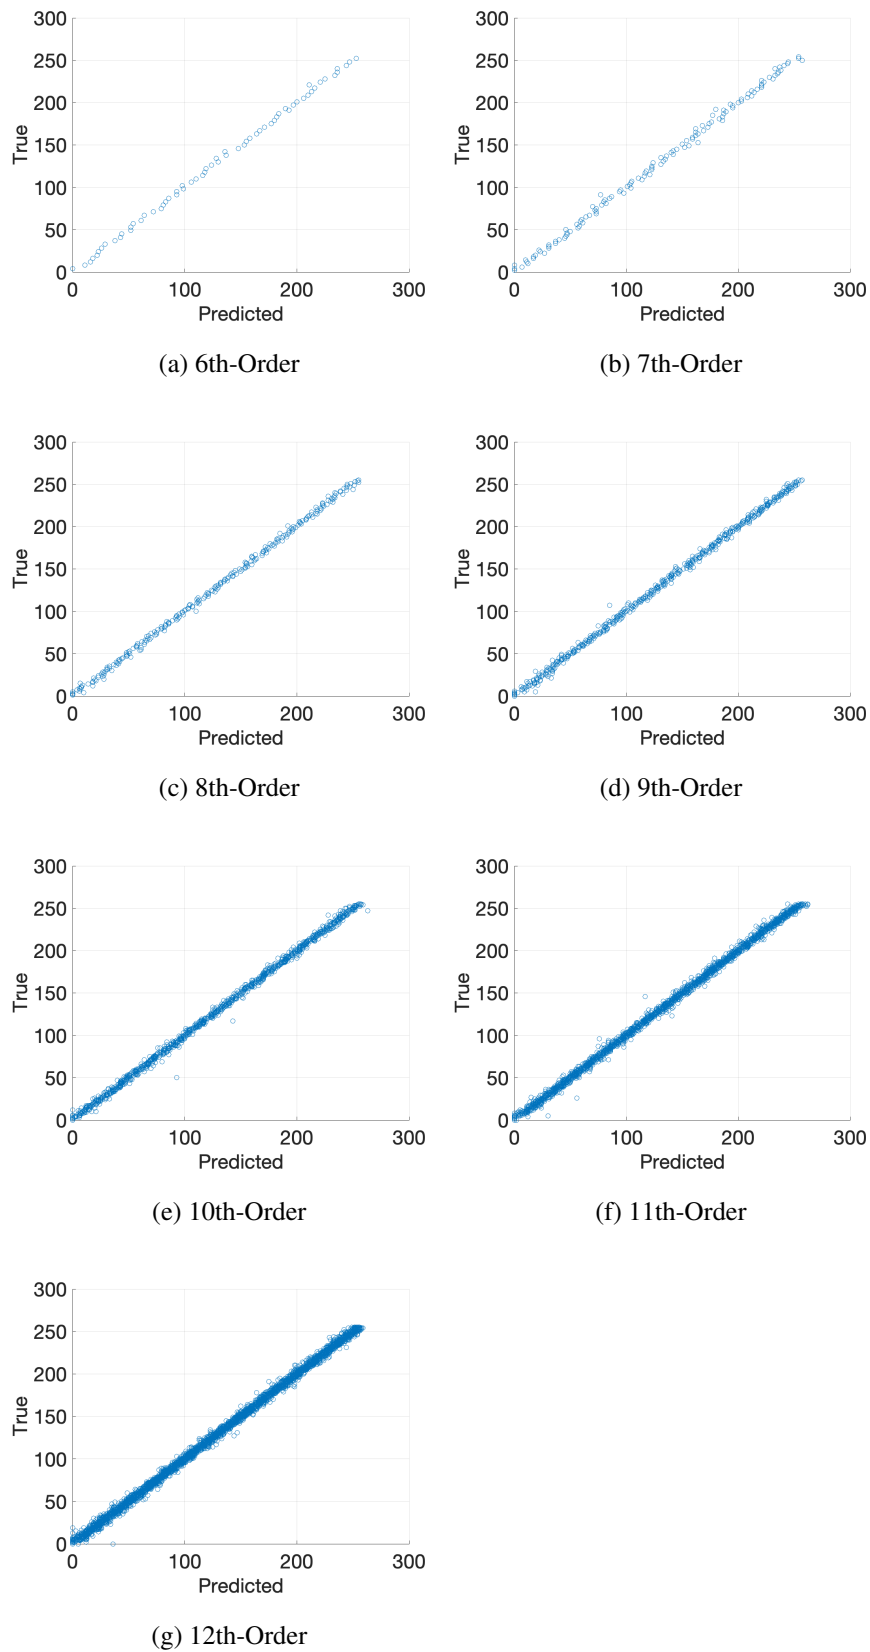 300
250
200
150
100
50
0
True
0 100 200 300
Predicted
(a) 6th-Order
300
250
200
150
100
50
0
True
0 100 200 300
Predicted
(b) 7th-Order
300
250
200
150
100
50
0
True
0 100 200 300
Predicted
(c) 8th-Order
300
250
200
150
100
50
0
True
0 100 200 300
Predicted
(d) 9th-Order
300
250
200
150
100
50
0
True
0 100 200 300
Predicted
(e) 10th-Order
300
250
200
150
100
50
0
True
0 100 200 300
Predicted
(f) 11th-Order
300
250
200
150
100
50
0
True
0 100 200 300
Predicted
(g) 12th-Order